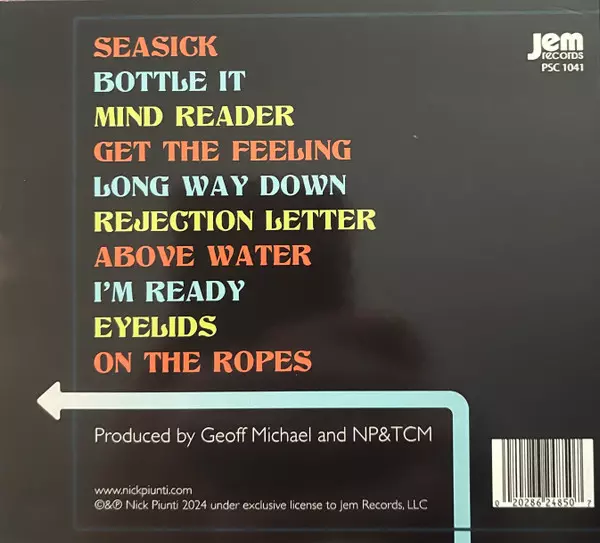 SEASICK
BOTTLE IT
MIND READER
GET THE FEELING
LONG WAY DOWN
REJECTION LETTER
ABOVE WATER
I'M READY
EYELIDS
ON THE ROPES
jem
records
PSC 1041
Produced by Geoff Michael and NP&TCM
www.nickpiunti.com
©&℗ Nick Piunti 2024 under exclusive license to Jem Records, LLC
0 20286 24850 7